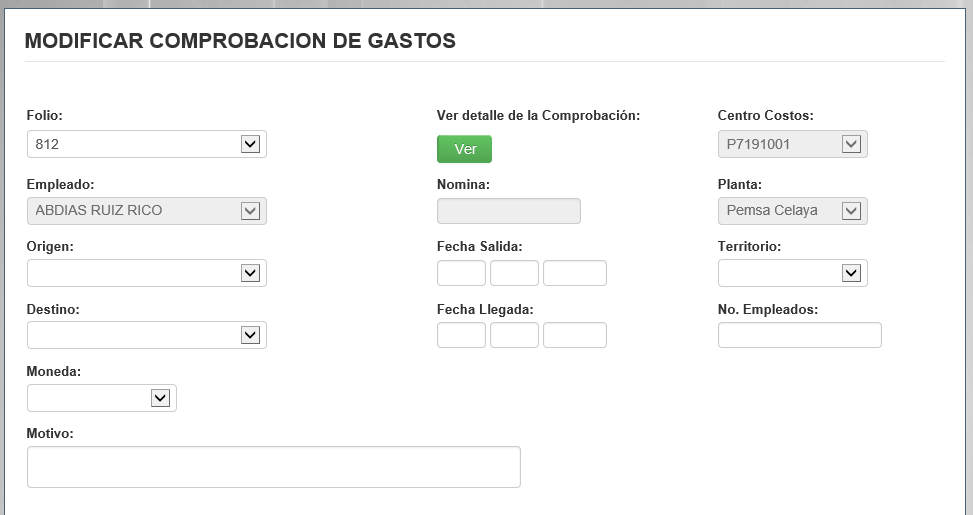 MODIFICAR COMPROBACION DE GASTOS
Folio: Ver detalle de la Comprobación: Centro Costos:
812 Ver P7191001
Empleado: Nomina: Planta:
ABDIAS RUIZ RICO Pemsa Celaya
Origen: Fecha Salida: Territorio:
Destino: Fecha Llegada: No. Empleados:
Moneda:
Motivo: